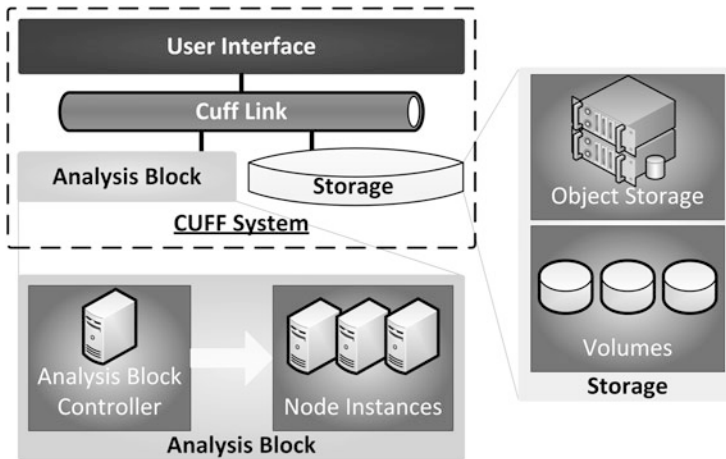 User Interface
Cuff Link
Analysis Block
Storage
CUFF System
Object Storage
Volumes
Storage
Analysis Block
Controller
Node Instances
Analysis Block